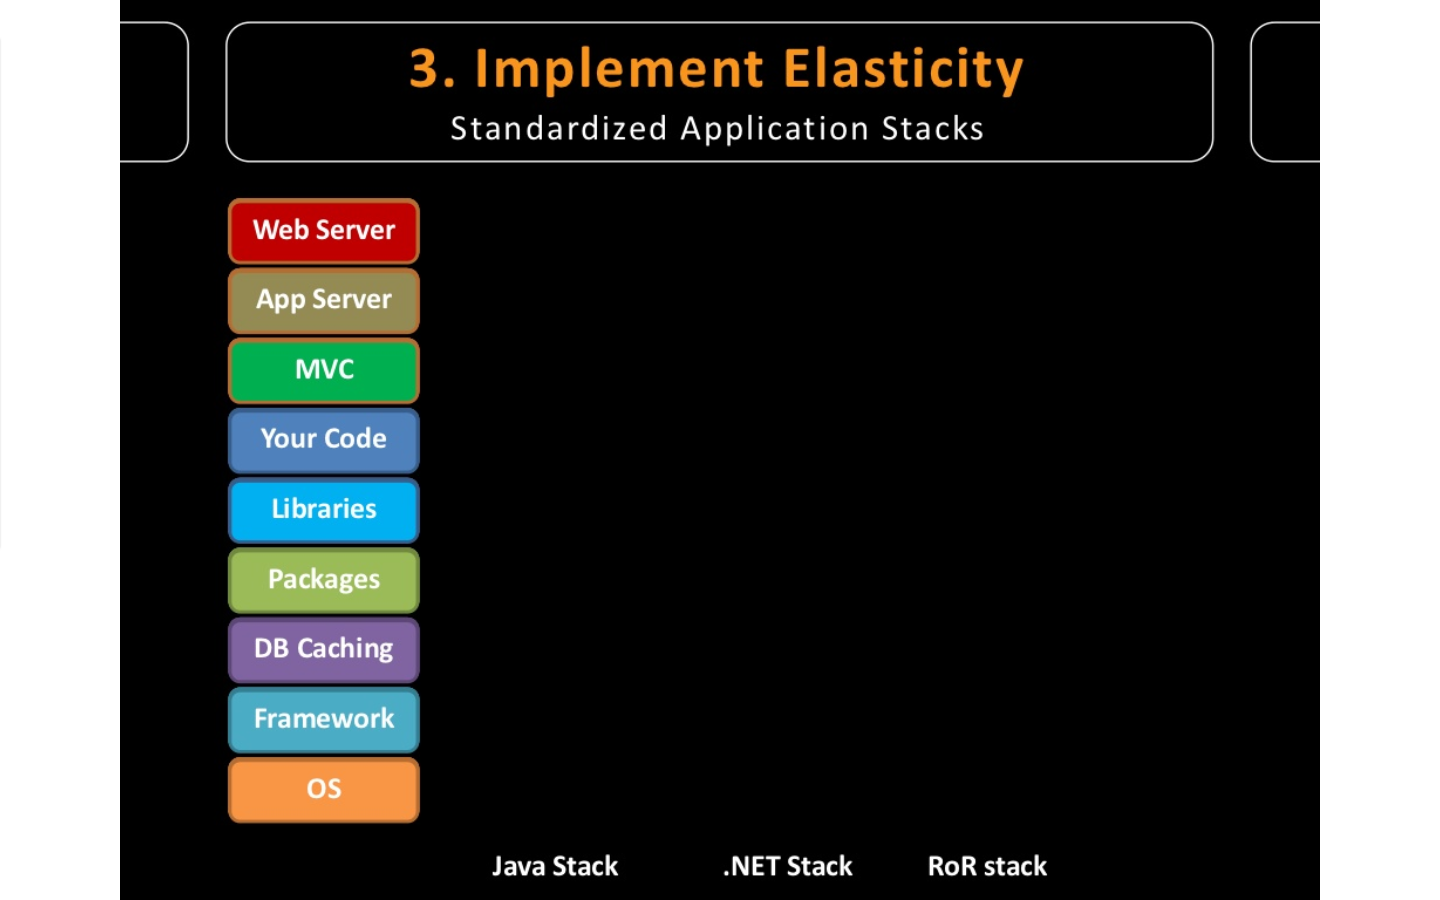 3. Implement Elasticity
Standardized Application Stacks
Web Server
App Server
MVC
Your Code
Libraries
Packages
DB Caching
Framework
OS
Java Stack
.NET Stack
RoR stack